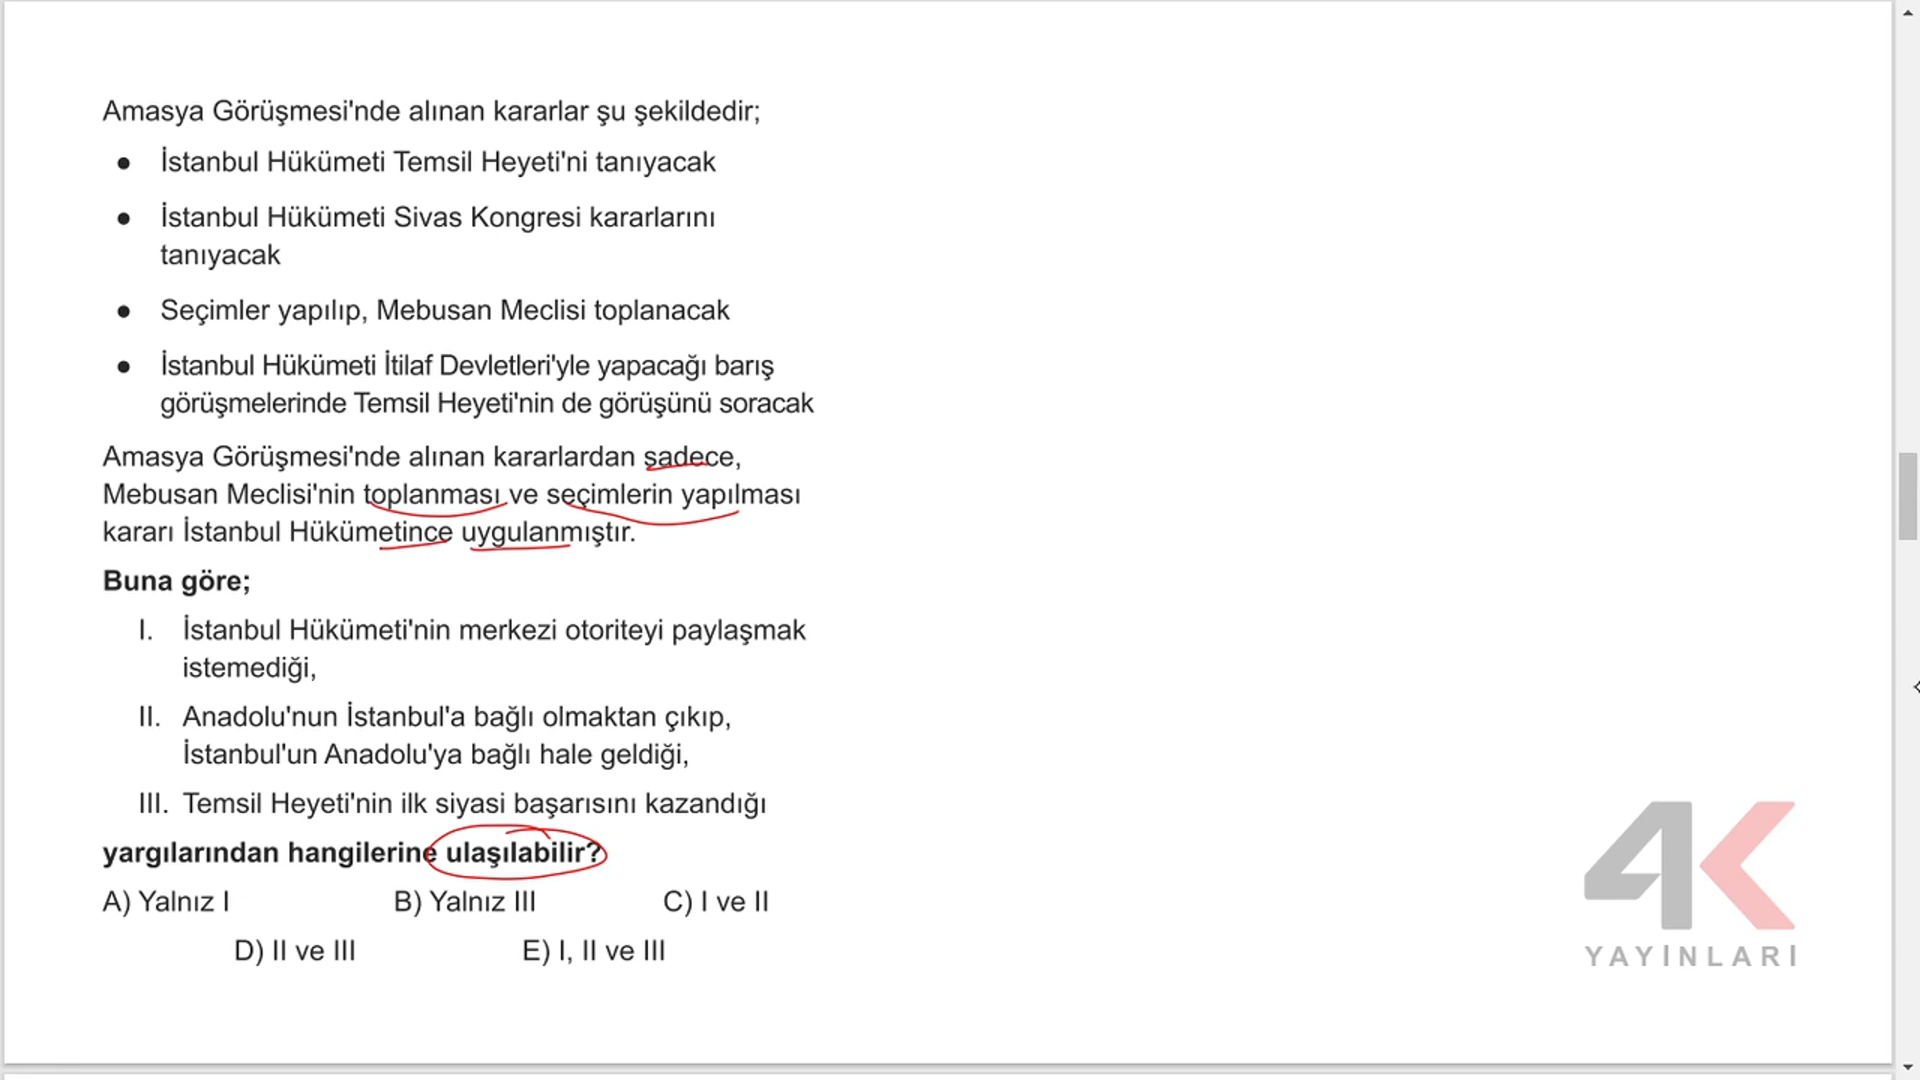 Amasya Görüşmesi'nde alınan kararlar şu şekildedir;
● İstanbul Hükümeti Temsil Heyeti'ni tanıyacak
● İstanbul Hükümeti Sivas Kongresi kararlarını
tanıyacak
● Seçimler yapılıp, Mebusan Meclisi toplanacak
● İstanbul Hükümeti İtilaf Devletleri'yle yapacağı barış
görüşmelerinde Temsil Heyeti'nin de görüşünü soracak
Amasya Görüşmesi'nde alınan kararlardan sadece,
Mebusan Meclisi'nin toplanması ve seçimlerin yapılması
kararı İstanbul Hükümetince uygulanmıştır.
Buna göre;
I. İstanbul Hükümeti'nin merkezi otoriteyi paylaşmak
istemediği,
II. Anadolu'nun İstanbul'a bağlı olmaktan çıkıp,
İstanbul'un Anadolu'ya bağlı hale geldiği,
III. Temsil Heyeti'nin ilk siyasi başarısını kazandığı
yargılarından hangilerine ulaşılabilir?
A) Yalnız I B) Yalnız III C) I ve II
D) II ve III E) I, II ve III
4K
YAYINLARI